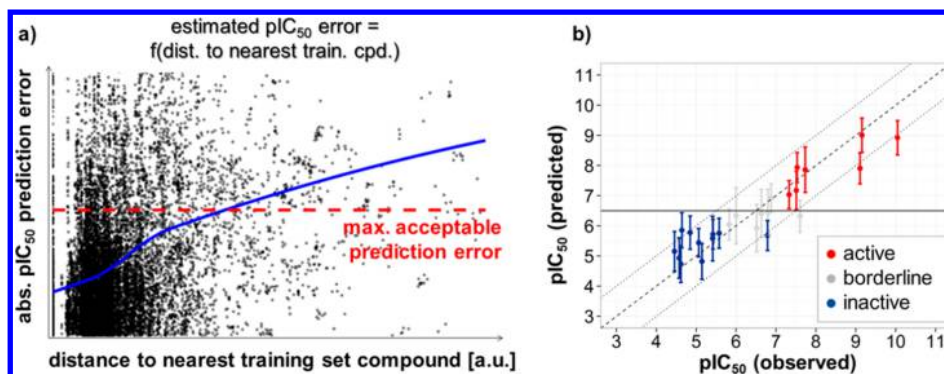 a)
estimated pIC50 error =
f(dist. to nearest train. cpd.)
abs. pIC50 prediction error
max. acceptable
prediction error
distance to nearest training set compound [a.u.]
b)
pIC50 (predicted)
11
10
9
8
7
6
5
4
3
active
borderline
inactive
3 4 5 6 7 8 9 10 11
pIC50 (observed)